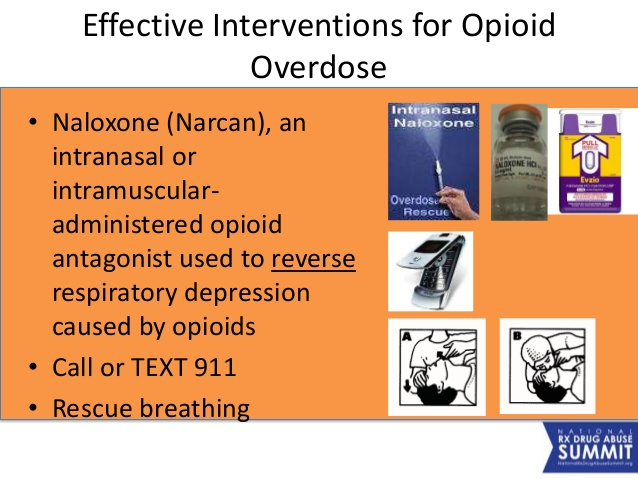 Effective Interventions for Opioid
Overdose
• Naloxone (Narcan), an
intranasal or
intramuscular-
administered opioid
antagonist used to reverse
respiratory depression
caused by opioids
• Call or TEXT 911
• Rescue breathing
Intranasal
Naloxone
Overdose
Rescue
NALOXONE HCl
PULL
Evzio
A
B
NATIONAL
RX DRUG ABUSE
SUMMIT
NationalRxDrugAbuseSummit.org